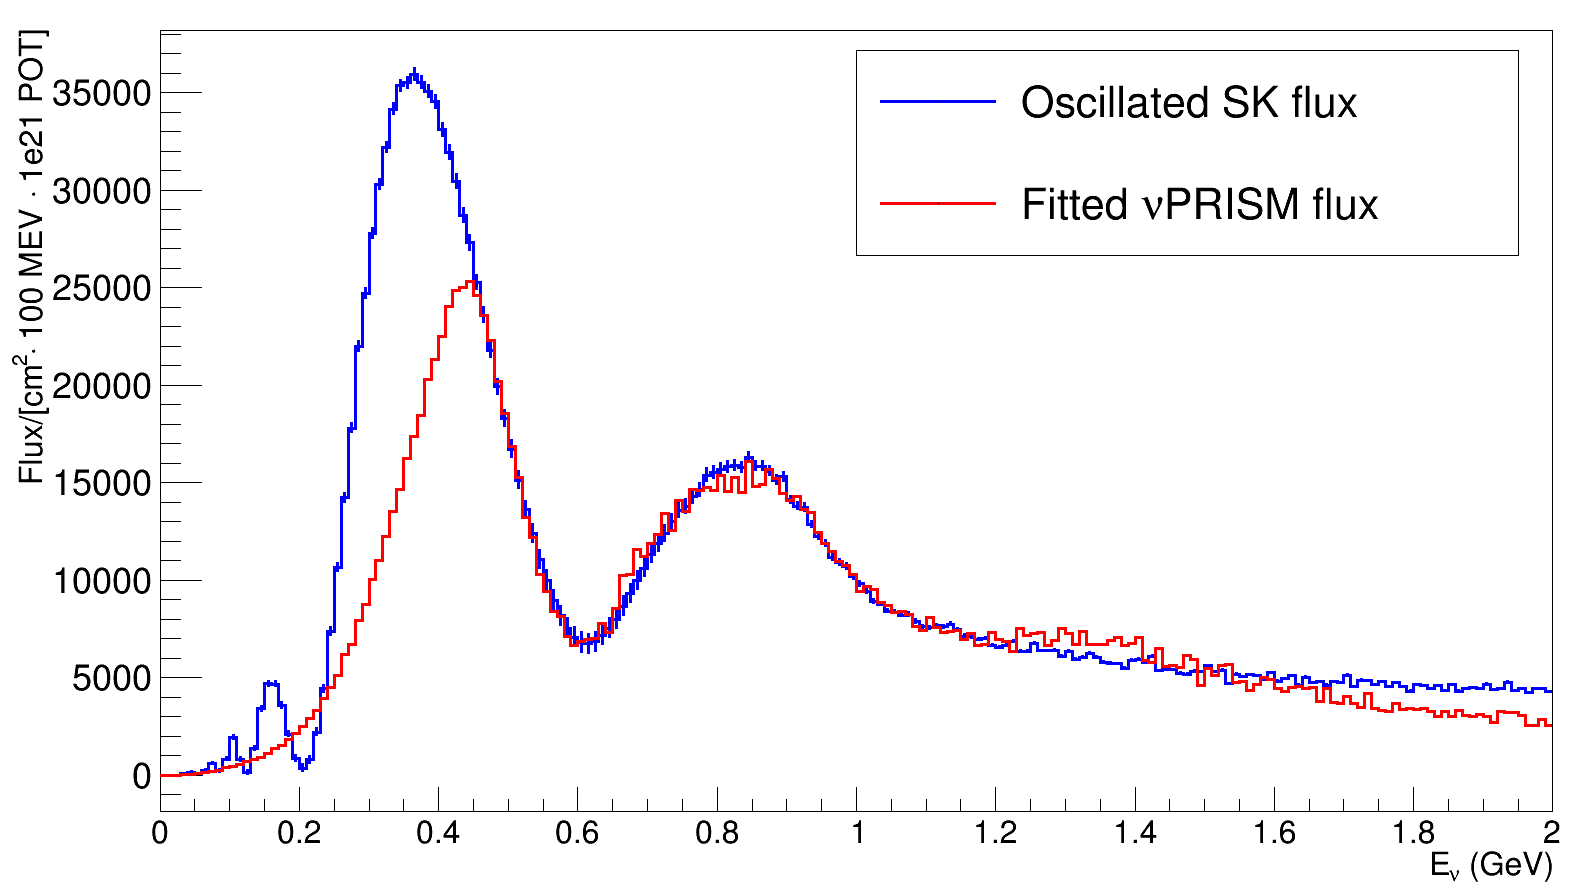 Flux/[cm²· 100 MEV · 1e21 POT]
35000
30000
25000
20000
15000
10000
5000
0
Oscillated SK flux
Fitted νPRISM flux
0 0.2 0.4 0.6 0.8 1 1.2 1.4 1.6 1.8 2
Eν (GeV)